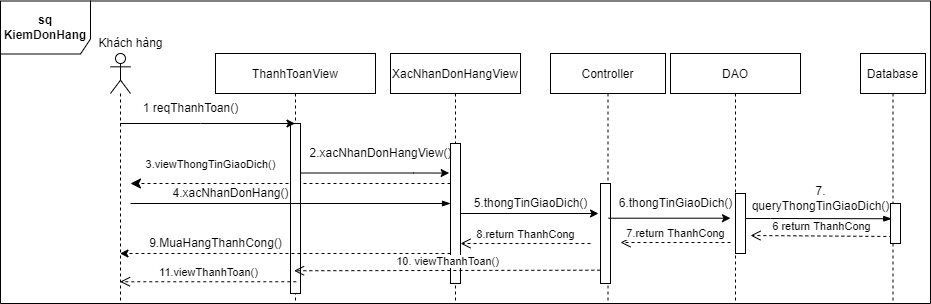 sq
KiemDonHang
Khách hàng
ThanhToanView
XacNhanDonHangView
Controller
DAO
Database
1 reqThanhToan()
2.xacNhanDonHangView()
3.viewThongTinGiaoDich()
4.xacNhanDonHang()
5.thongTinGiaoDich()
6.thongTinGiaoDich()
7.
queryThongTinGiaoDich()
6 return ThanhCong
7.return ThanhCong
8.return ThanhCong
9.MuaHangThanhCong()
10. viewThanhToan()
11.viewThanhToan()